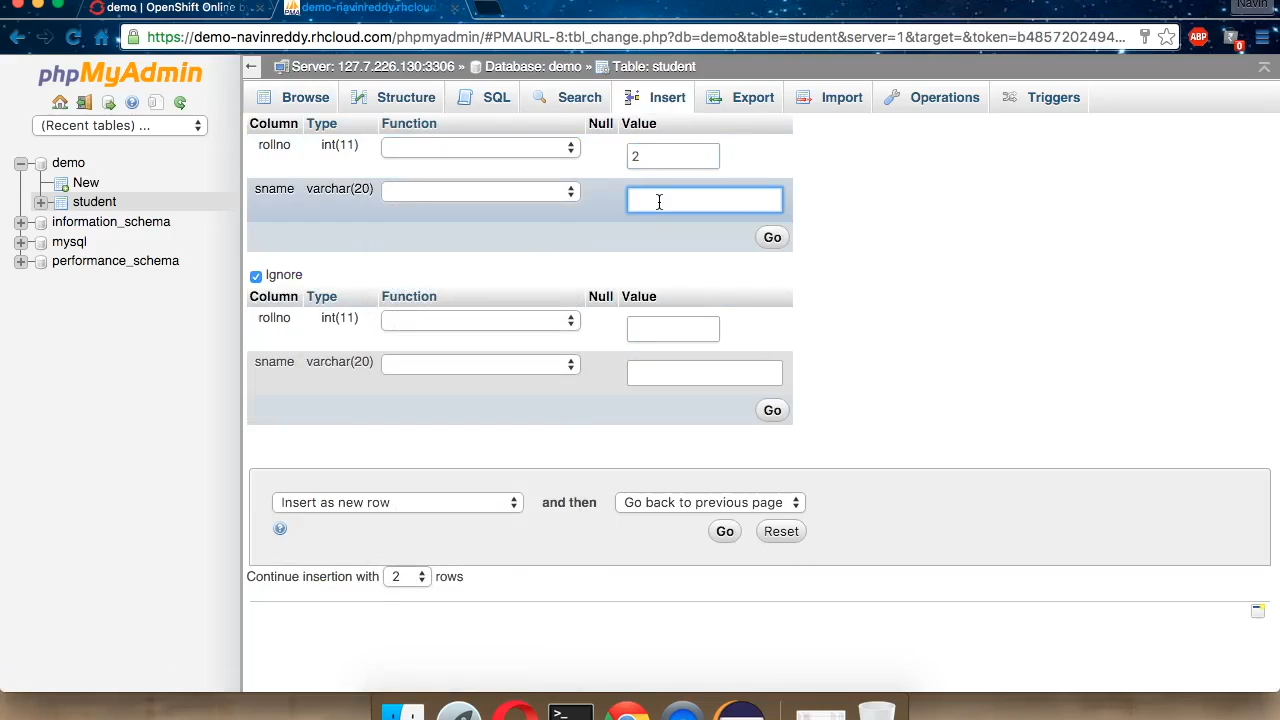 demo | OpenShift Online b
demo-navinreddy.rhcloud
Navin
https://demo-navinreddy.rhcloud.com/phpmyadmin/#PMAURL-8:tbl_change.php?db=demo&table=student&server=1&target=&token=b4857202494...
ABP
0
phpMyAdmin
Server: 127.7.226.130:3306 » Database: demo » Table: student
Browse Structure SQL Search Insert Export Import Operations Triggers
(Recent tables) ...
demo
New
student
information_schema
mysql
performance_schema
Column Type Function Null Value
rollno int(11) 2
sname varchar(20)
Go
Ignore
Column Type Function Null Value
rollno int(11)
sname varchar(20)
Go
Insert as new row and then Go back to previous page
Go Reset
Continue insertion with 2 rows